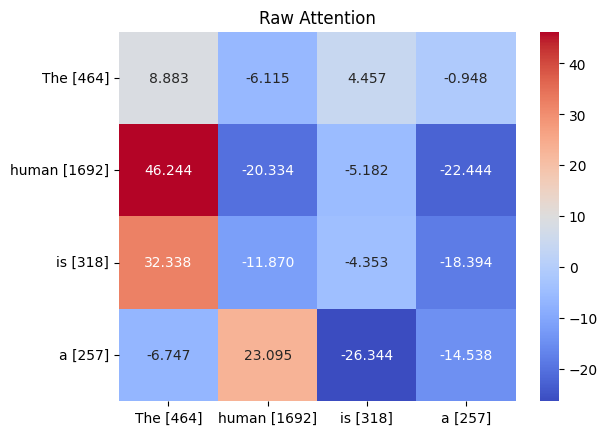 Raw Attention
The [464] 8.883 -6.115 4.457 -0.948
human [1692] 46.244 -20.334 -5.182 -22.444
is [318] 32.338 -11.870 -4.353 -18.394
a [257] -6.747 23.095 -26.344 -14.538
The [464] human [1692] is [318] a [257]
40
30
20
10
0
−10
−20